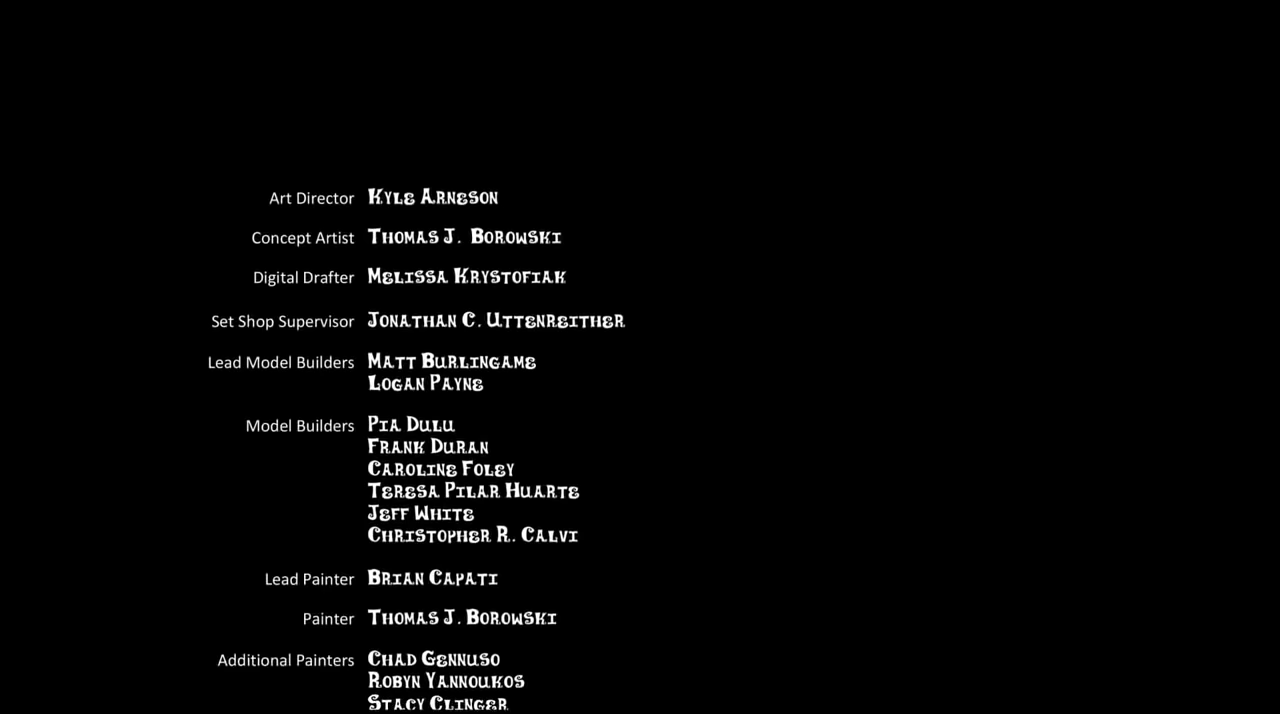 Art Director Kyle Arneson
Concept Artist Thomas J. Borowski
Digital Drafter Melissa Krystofiak
Set Shop Supervisor Jonathan C. Uttenreither
Lead Model Builders Matt Burlingame
Logan Payne
Model Builders Pia Dulu
Frank Duran
Caroline Foley
Teresa Pilar Huarte
Jeff White
Christopher R. Calvi
Lead Painter Brian Capati
Painter Thomas J. Borowski
Additional Painters Chad Gennuso
Robyn Yannoukos
Stacy Clinger